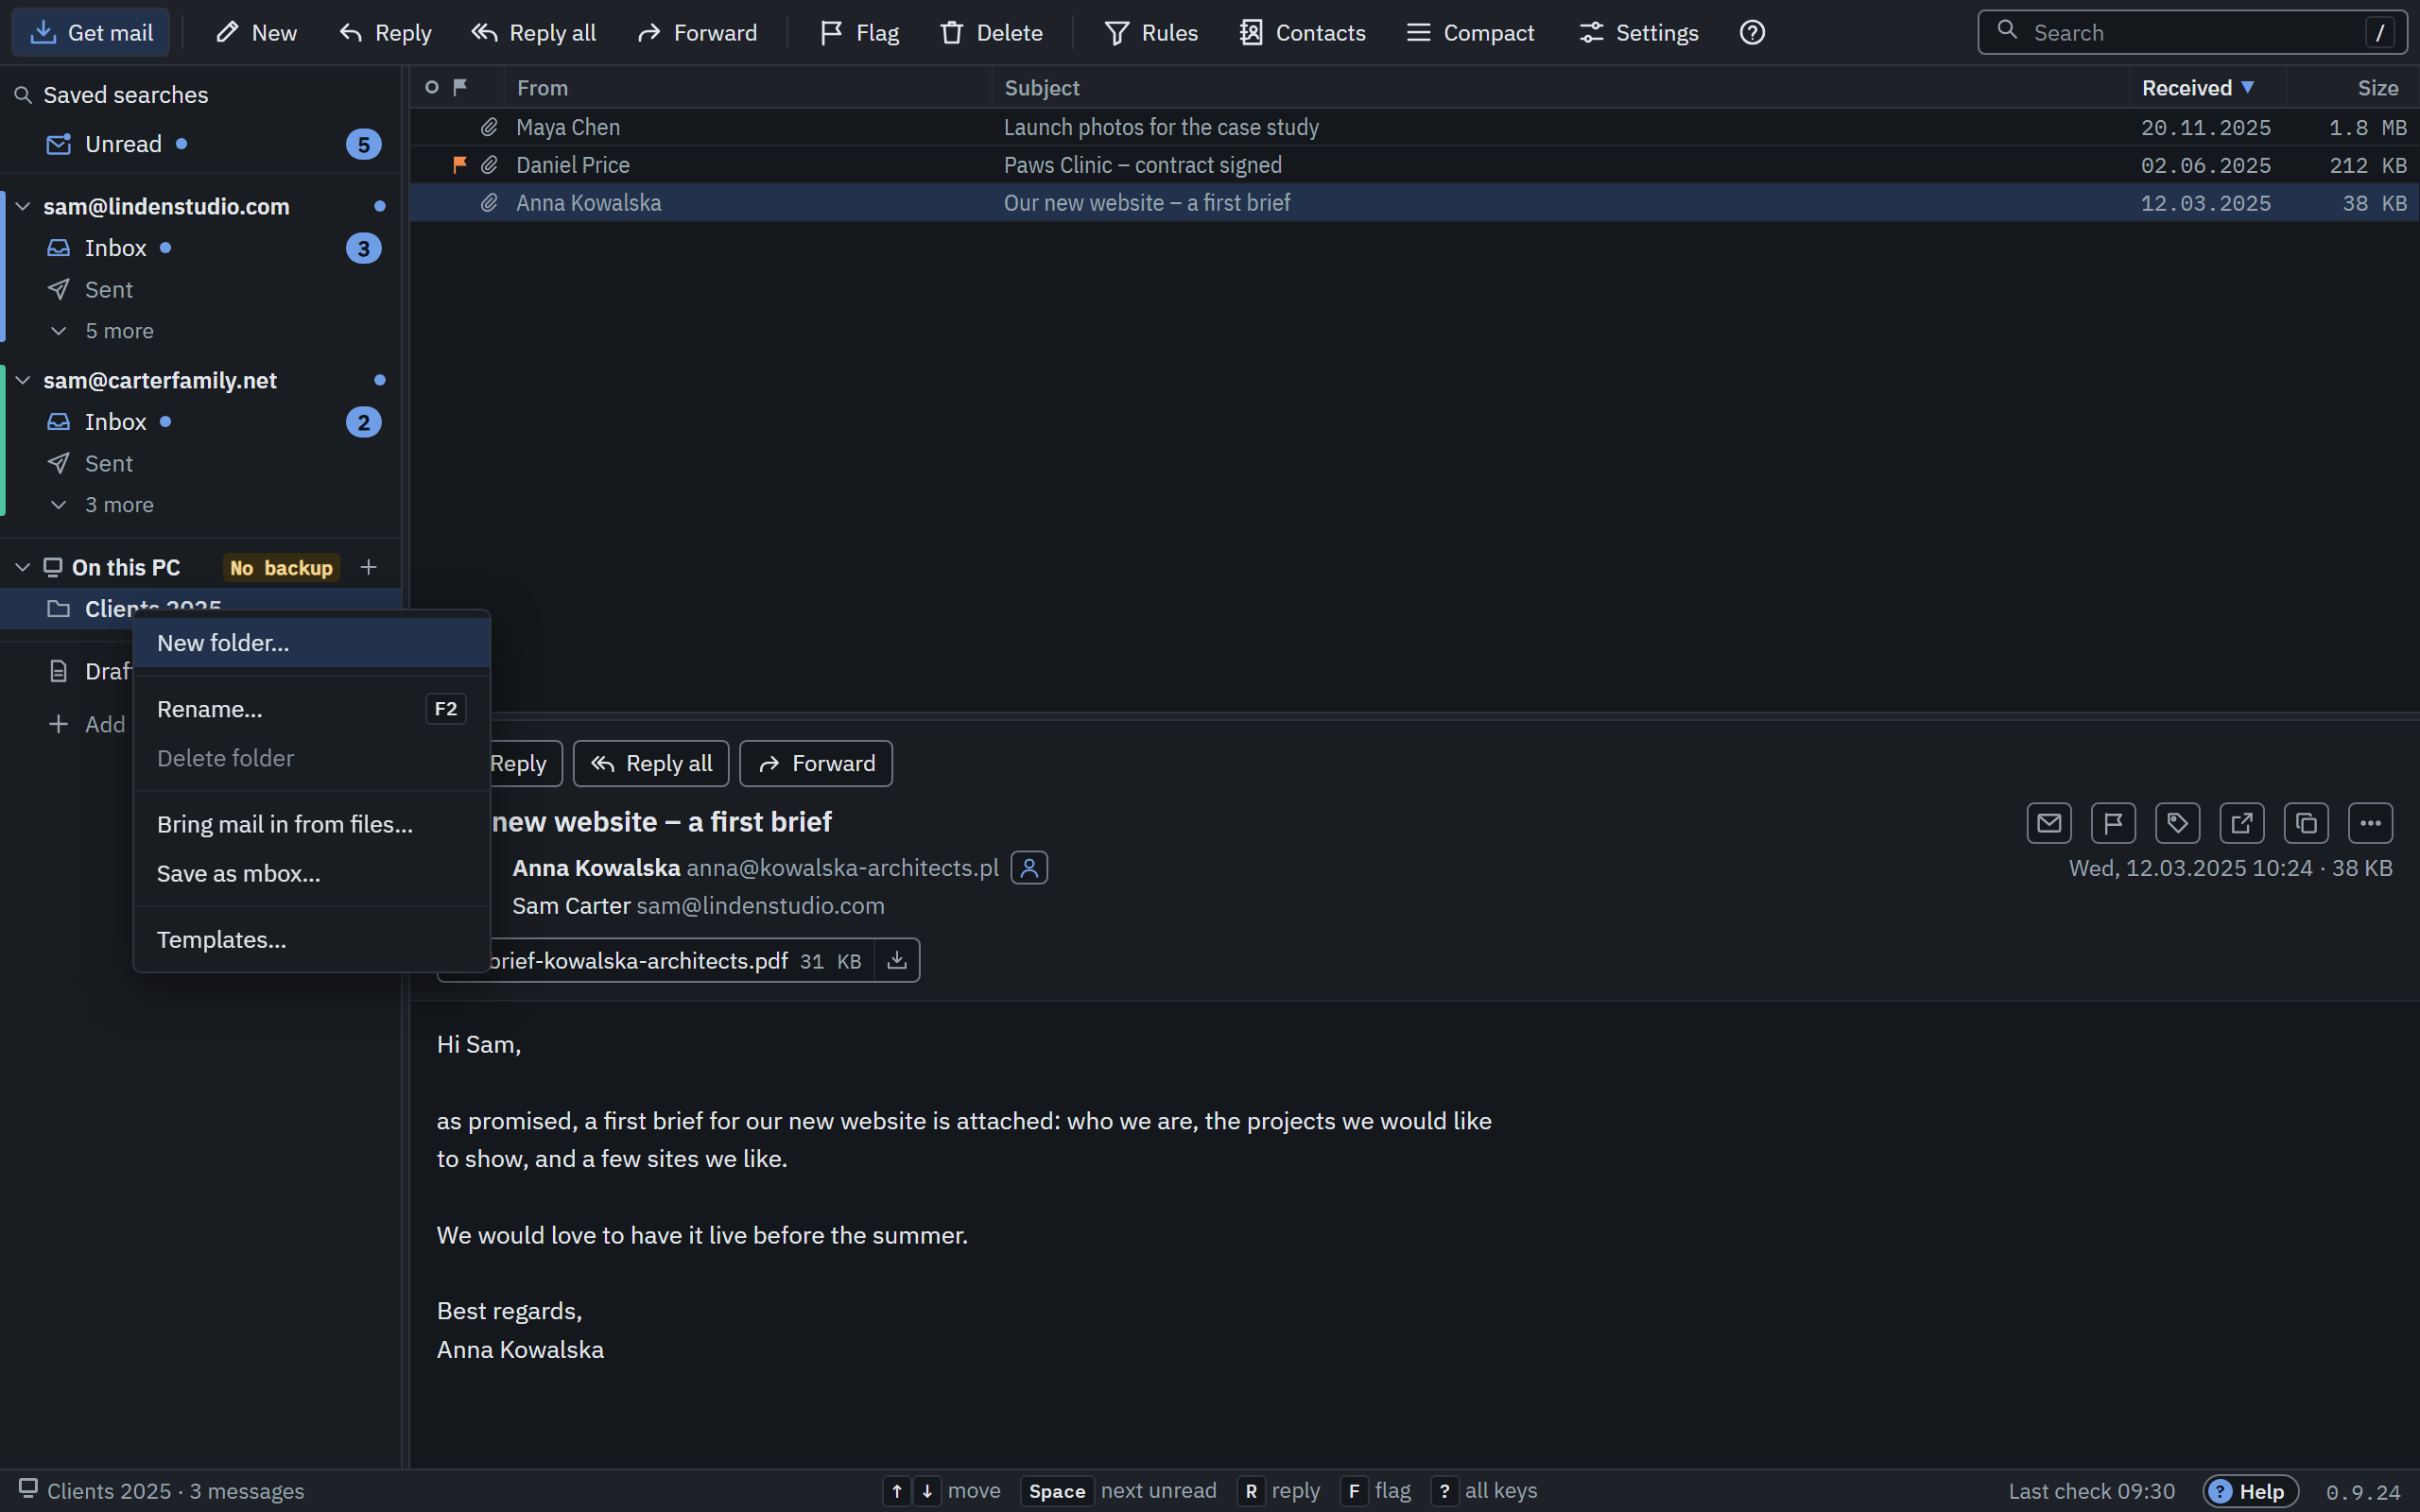 Get mail New Reply Reply all Forward Flag Delete Rules Contacts Compact Settings Search /
Saved searches
Unread 5
sam@lindenstudio.com
Inbox 3
Sent
5 more
sam@carterfamily.net
Inbox 2
Sent
3 more
On this PC No backup
Clients 2025
Add
New folder...
Rename... F2
Delete folder
Bring mail in from files...
Save as mbox...
Templates...
From Subject Received Size
Maya Chen Launch photos for the case study 20.11.2025 1.8 MB
Daniel Price Paws Clinic – contract signed 02.06.2025 212 KB
Anna Kowalska Our new website – a first brief 12.03.2025 38 KB
Reply Reply all Forward
new website – a first brief
Anna Kowalska anna@kowalska-architects.pl Wed, 12.03.2025 10:24 · 38 KB
Sam Carter sam@lindenstudio.com
brief-kowalska-architects.pdf 31 KB
Hi Sam,
as promised, a first brief for our new website is attached: who we are, the projects we would like
to show, and a few sites we like.
We would love to have it live before the summer.
Best regards,
Anna Kowalska
Clients 2025 · 3 messages ↑ ↓ move Space next unread R reply F flag ? all keys Last check 09:30 ? Help 0.9.24